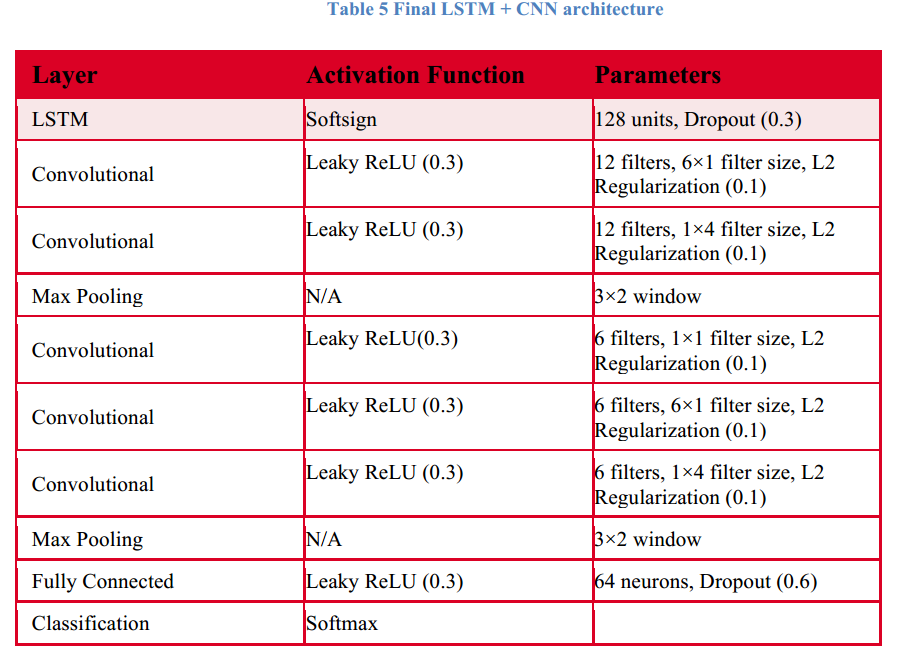 Table 5 Final LSTM + CNN architecture
Layer Activation Function Parameters
LSTM Softsign 128 units, Dropout (0.3)
Convolutional Leaky ReLU (0.3) 12 filters, 6×1 filter size, L2
Regularization (0.1)
Convolutional Leaky ReLU (0.3) 12 filters, 1×4 filter size, L2
Regularization (0.1)
Max Pooling N/A 3×2 window
Convolutional Leaky ReLU(0.3) 6 filters, 1×1 filter size, L2
Regularization (0.1)
Convolutional Leaky ReLU (0.3) 6 filters, 6×1 filter size, L2
Regularization (0.1)
Convolutional Leaky ReLU (0.3) 6 filters, 1×4 filter size, L2
Regularization (0.1)
Max Pooling N/A 3×2 window
Fully Connected Leaky ReLU (0.3) 64 neurons, Dropout (0.6)
Classification Softmax